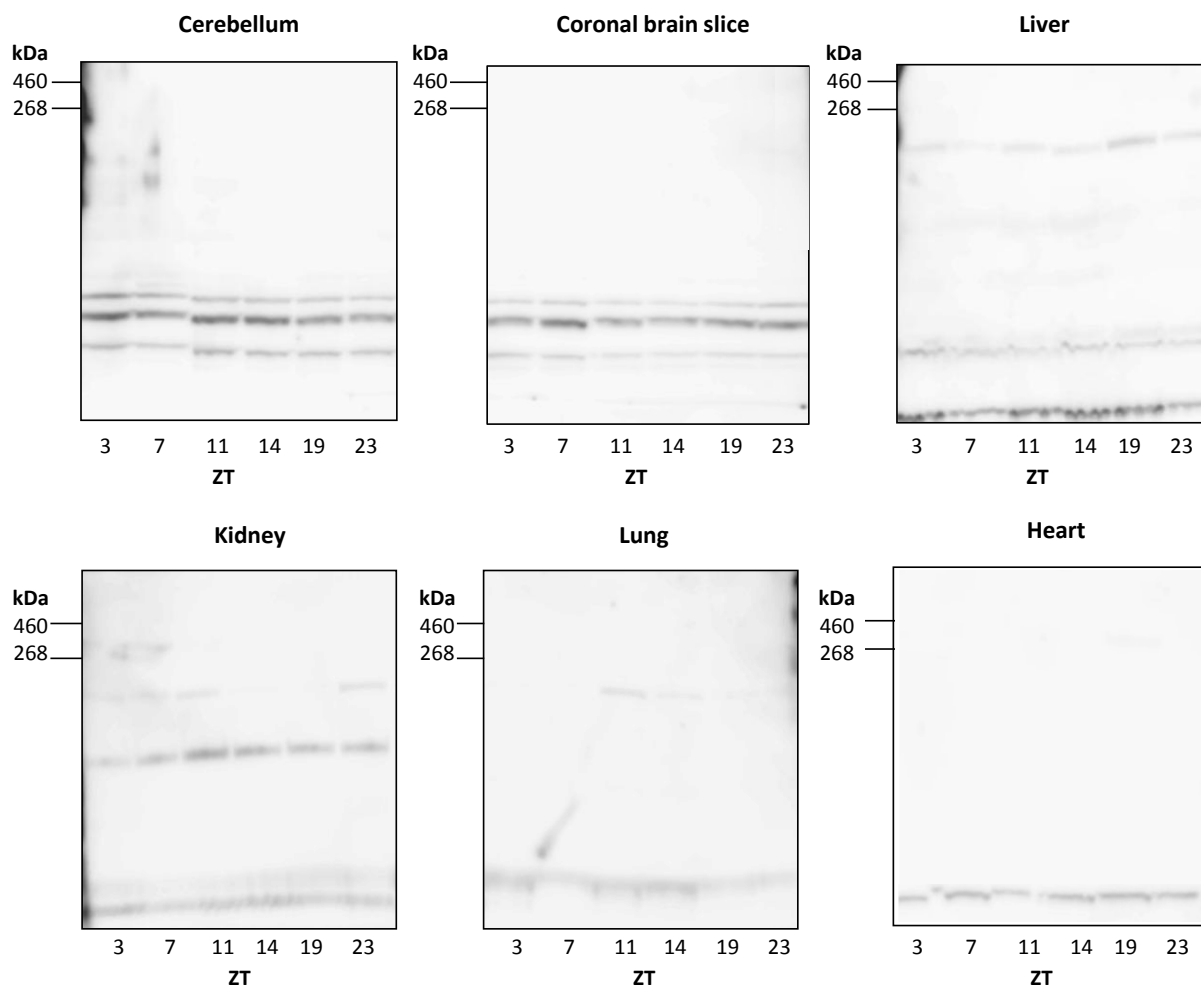 Cerebellum
kDa
460
268
3 7 11 14 19 23
ZT
Coronal brain slice
kDa
460
268
3 7 11 14 19 23
ZT
Liver
kDa
460
268
3 7 11 14 19 23
ZT
Kidney
kDa
460
268
3 7 11 14 19 23
ZT
Lung
kDa
460
268
3 7 11 14 19 23
ZT
Heart
kDa
460
268
3 7 11 14 19 23
ZT